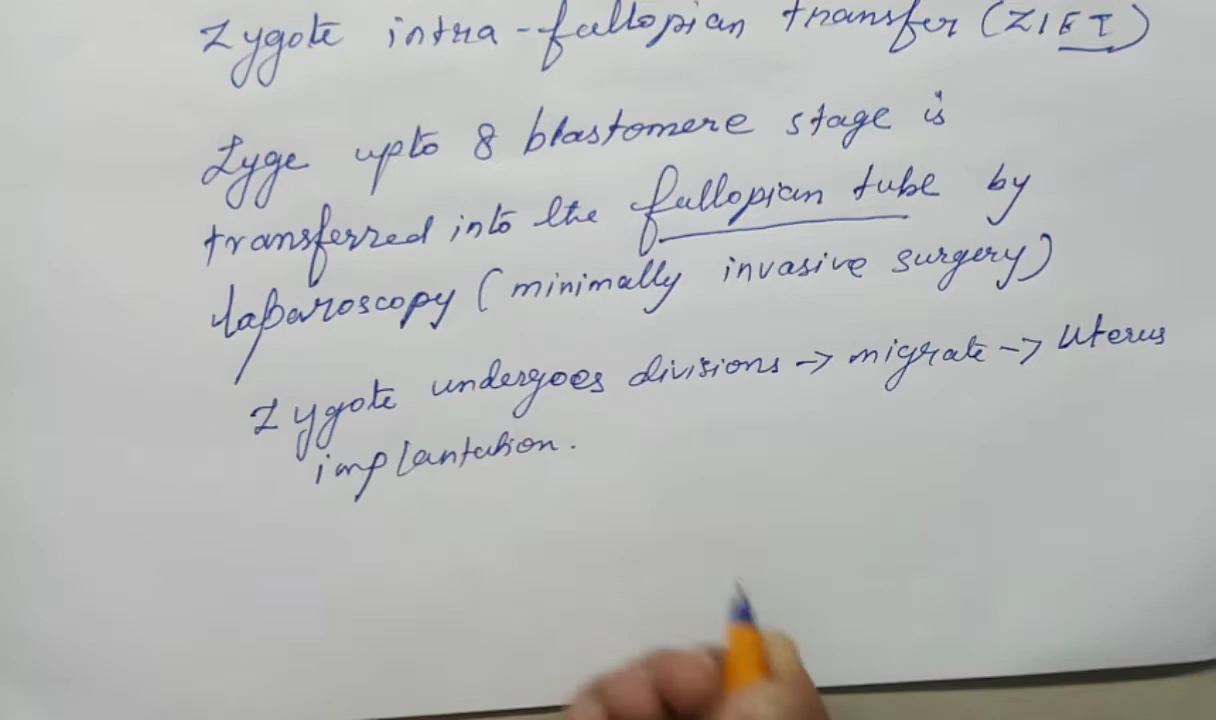 Zygote intra-fallopian transfer (ZIET)
Zyge upto 8 blastomere stage is
transferred into the fallopian tube by
laparoscopy (minimally invasive surgery)
Zygote undergoes divisions -> migrate -> Uterus
implantation.